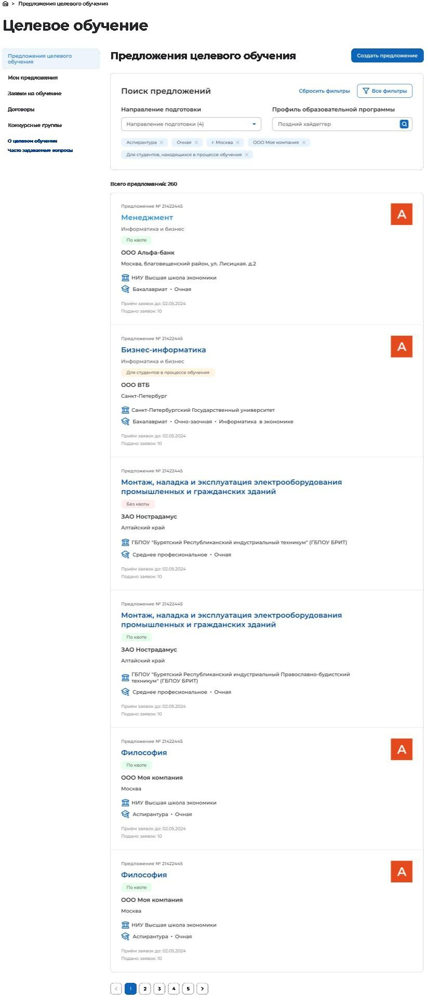 > Предложения целевого обучения
Целевое обучение
Предложения целевого
обучения
Мои предложения
Заявки на обучение
Договоры
Конкурсные группы
О целевом обучении
Часто задаваемые вопросы
Предложения целевого обучения
Создать предложение
Поиск предложений
Сбросить фильтры
Все фильтры
Направление подготовки
Профиль образовательной программы
Направление подготовки (4)
Поздний хайдеггер
Аспирантура ×
Очная ×
г. Москва ×
ООО Моя компания ×
Для студентов, находящихся в процессе обучения ×
Всего предложений: 260
Предложение № 21422445
А
Менеджмент
Информатика и бизнес
По квоте
ООО Альфа-банк
Москва, благовещенский район, ул. Лисицкая. д.2
НИУ Высшая школа экономики
Бакалавриат • Очная
Приём заявок до: 02.05.2024
Подано заявок: 10
Предложение № 21422445
А
Бизнес-информатика
Информатика и бизнес
Для студентов в процессе обучения
ООО ВТБ
Санкт-Петербург
Санкт-Петербургский Государственный университет
Бакалавриат • Очно-заочная • Информатика в экономике
Приём заявок до: 02.05.2024
Подано заявок: 10
Предложение № 21422445
Монтаж, наладка и эксплуатация электрооборудования
промышленных и гражданских зданий
Без квоты
ЗАО Нострадамус
Алтайский край
ГБПОУ "Бурятский Республиканский индустриальный техникум" (ГБПОУ БРИТ)
Среднее професиональное • Очная
Приём заявок до: 02.05.2024
Подано заявок: 10
Предложение № 21422445
Монтаж, наладка и эксплуатация электрооборудования
промышленных и гражданских зданий
По квоте
ЗАО Нострадамус
Алтайский край
ГБПОУ "Бурятский Республиканский индустриальный Православно-будистский
техникум" (ГБПОУ БРИТ)
Среднее професиональное • Очная
Приём заявок до: 02.05.2024
Подано заявок: 10
Предложение № 21422445
А
Философия
По квоте
ООО Моя компания
Москва
НИУ Высшая школа экономики
Аспирантура • Очная
Приём заявок до: 02.05.2024
Подано заявок: 10
Предложение № 21422445
А
Философия
По квоте
ООО Моя компания
Москва
НИУ Высшая школа экономики
Аспирантура • Очная
Приём заявок до: 02.05.2024
Подано заявок: 10
< 1 2 3 4 5 >